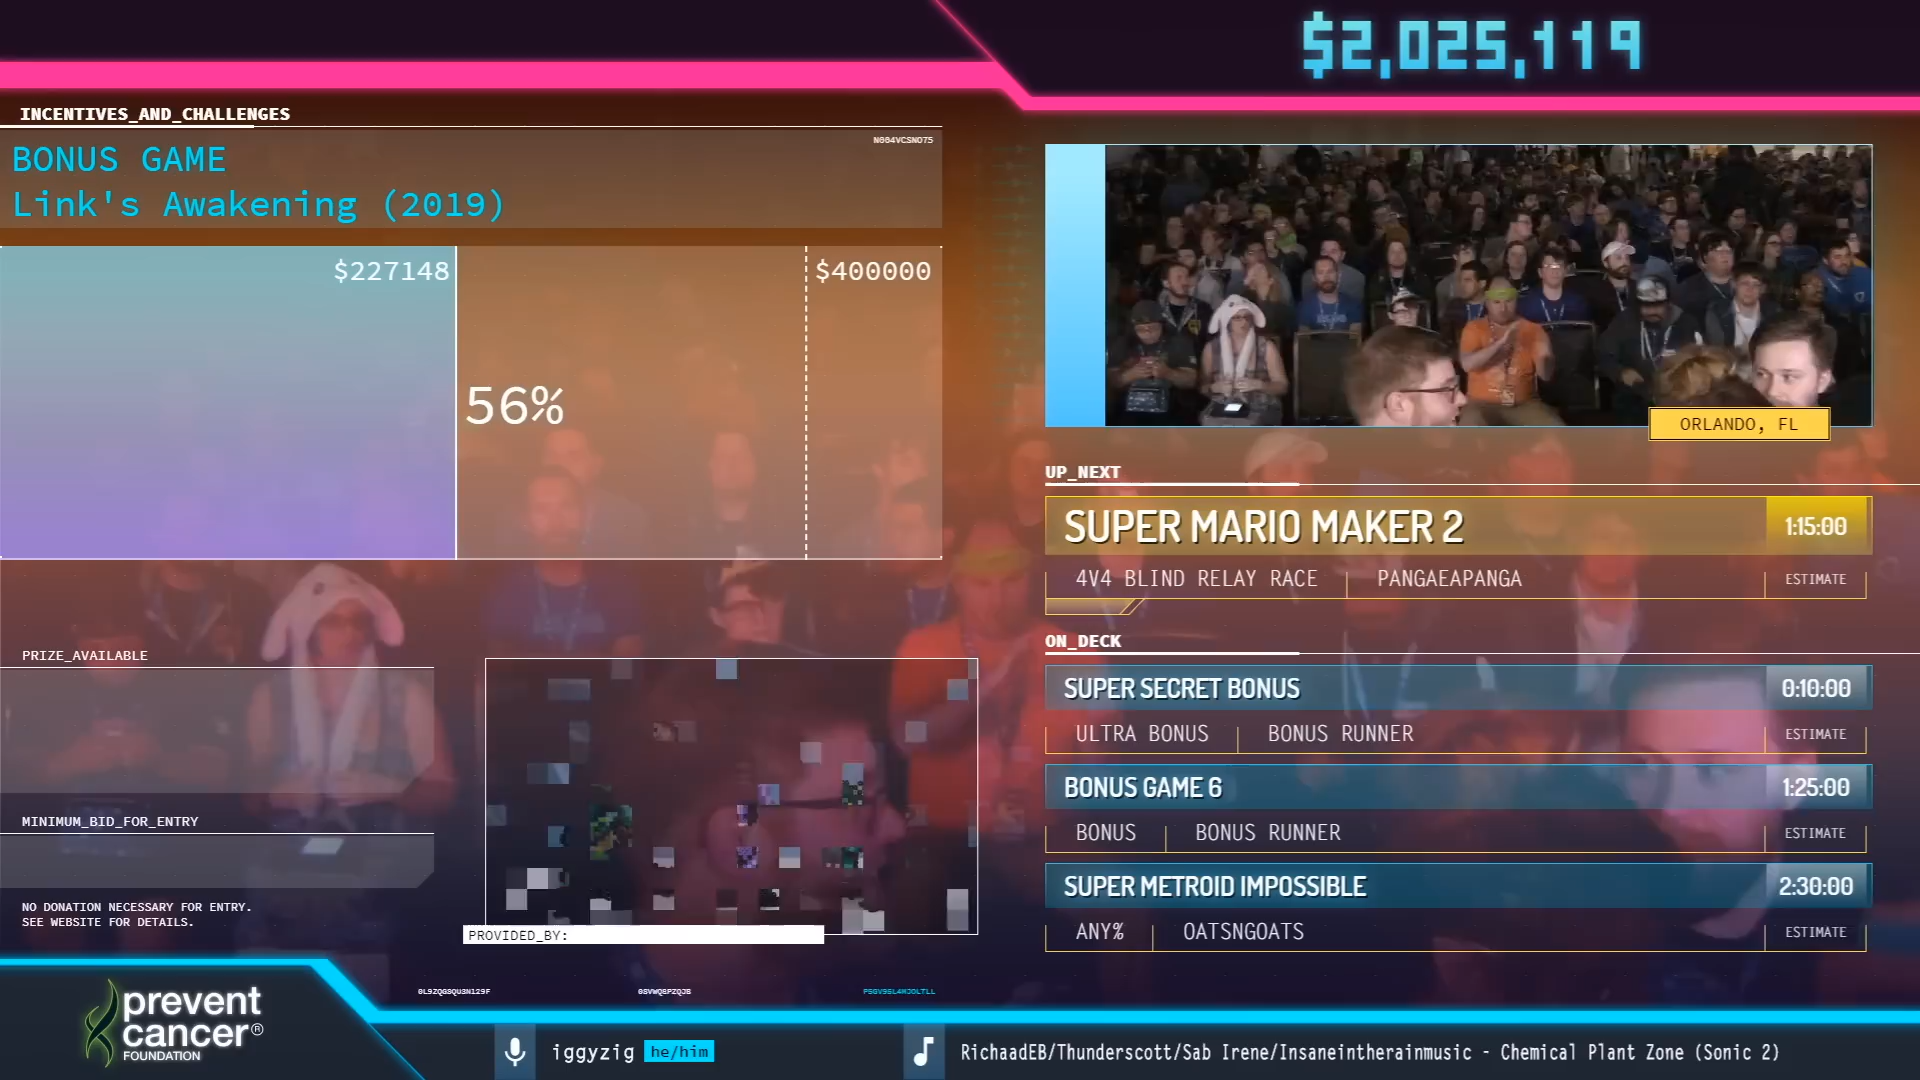 $2,025,119
INCENTIVES_AND_CHALLENGES
N004VCSNO75
BONUS GAME
Link's Awakening (2019)
$227148
$400000
56%
ORLANDO, FL
UP_NEXT
SUPER MARIO MAKER 2
1:15:00
4V4 BLIND RELAY RACE
PANGAEAPANGA
ESTIMATE
ON_DECK
SUPER SECRET BONUS
0:10:00
ULTRA BONUS
BONUS RUNNER
ESTIMATE
BONUS GAME 6
1:25:00
BONUS
BONUS RUNNER
ESTIMATE
SUPER METROID IMPOSSIBLE
2:30:00
ANY%
OATSNGOATS
ESTIMATE
PRIZE_AVAILABLE
MINIMUM_BID_FOR_ENTRY
NO DONATION NECESSARY FOR ENTRY.
SEE WEBSITE FOR DETAILS.
PROVIDED_BY:
prevent
cancer®
FOUNDATION
iggyzig he/him
RichaadEB/Thunderscott/Sab Irene/Insaneintherainmusic - Chemical Plant Zone (Sonic 2)